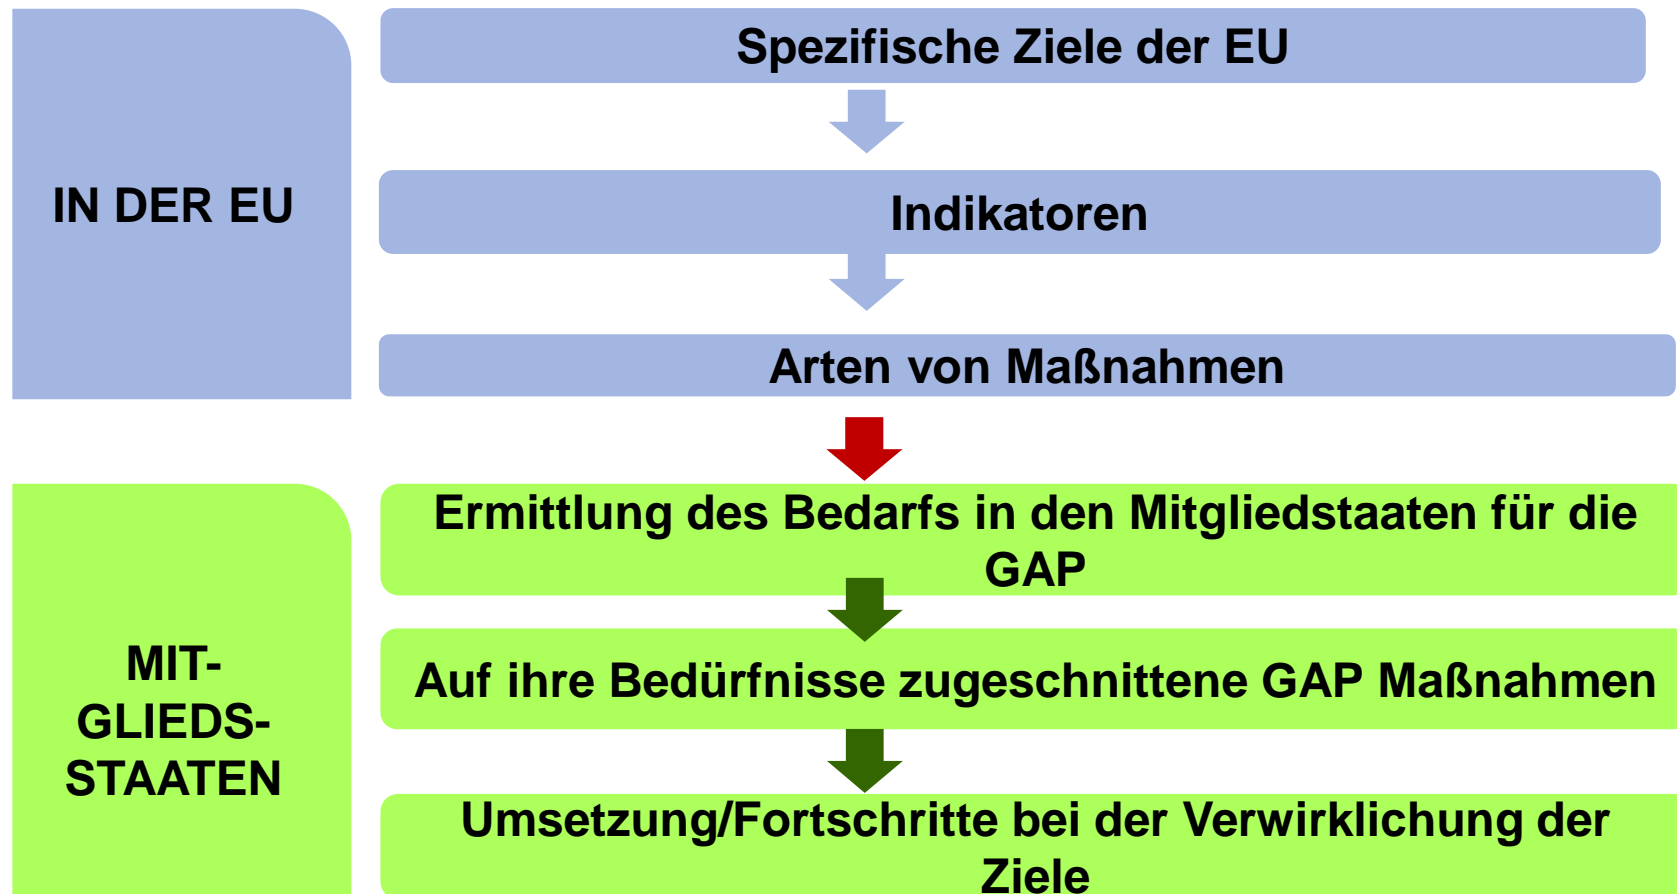 IN DER EU
Spezifische Ziele der EU
Indikatoren
Arten von Maßnahmen
MIT-
GLIEDS-
STAATEN
Ermittlung des Bedarfs in den Mitgliedstaaten für die
GAP
Auf ihre Bedürfnisse zugeschnittene GAP Maßnahmen
Umsetzung/Fortschritte bei der Verwirklichung der
Ziele